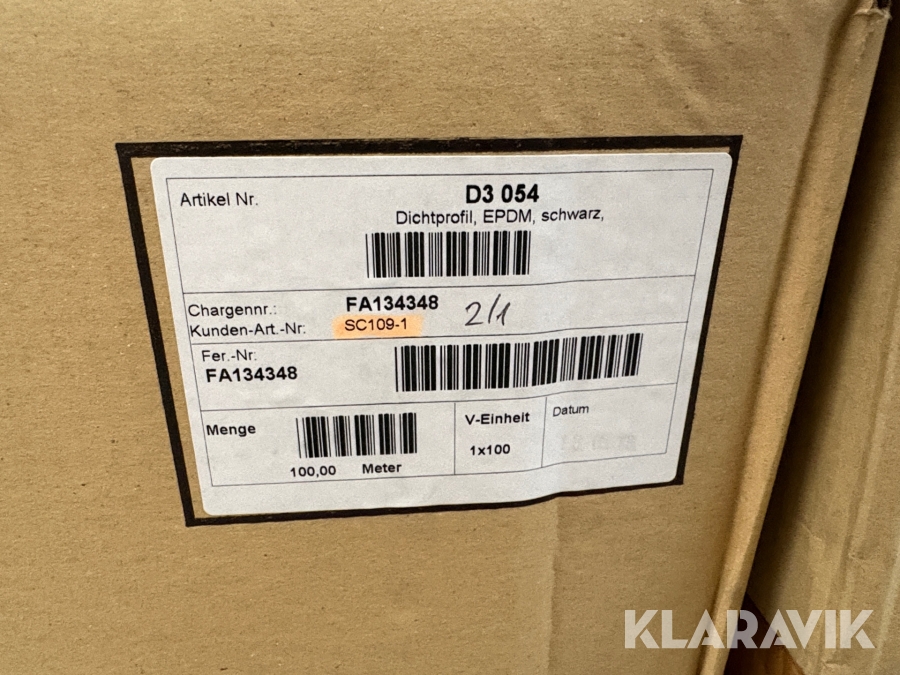 Artikel Nr.
D3 054
Dichtprofil, EPDM, schwarz,
Chargennr.: FA134348 2/1
Kunden-Art.-Nr: SC109-1
Fer.-Nr:
FA134348
Menge
100,00 Meter
V-Einheit
1x100
Datum
KLARAVIK